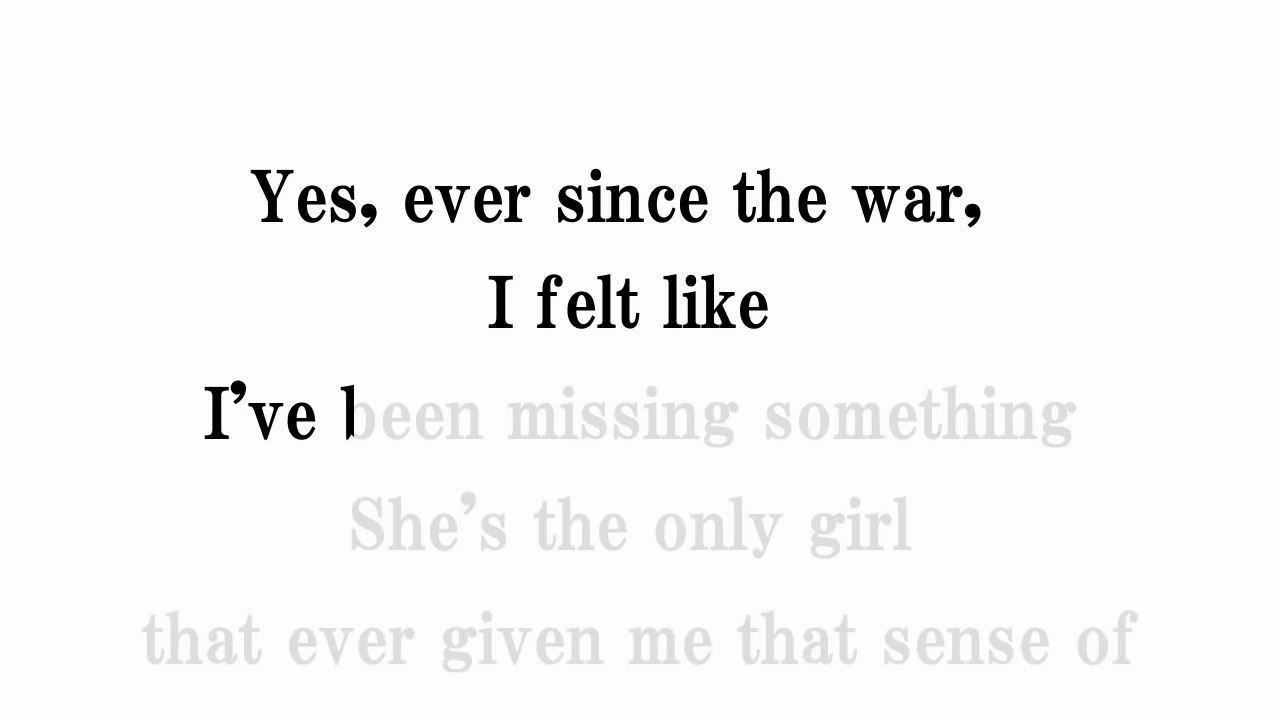 Yes, ever since the war,
I felt like
I’ve been missing something
She’s the only girl
that ever given me that sense of